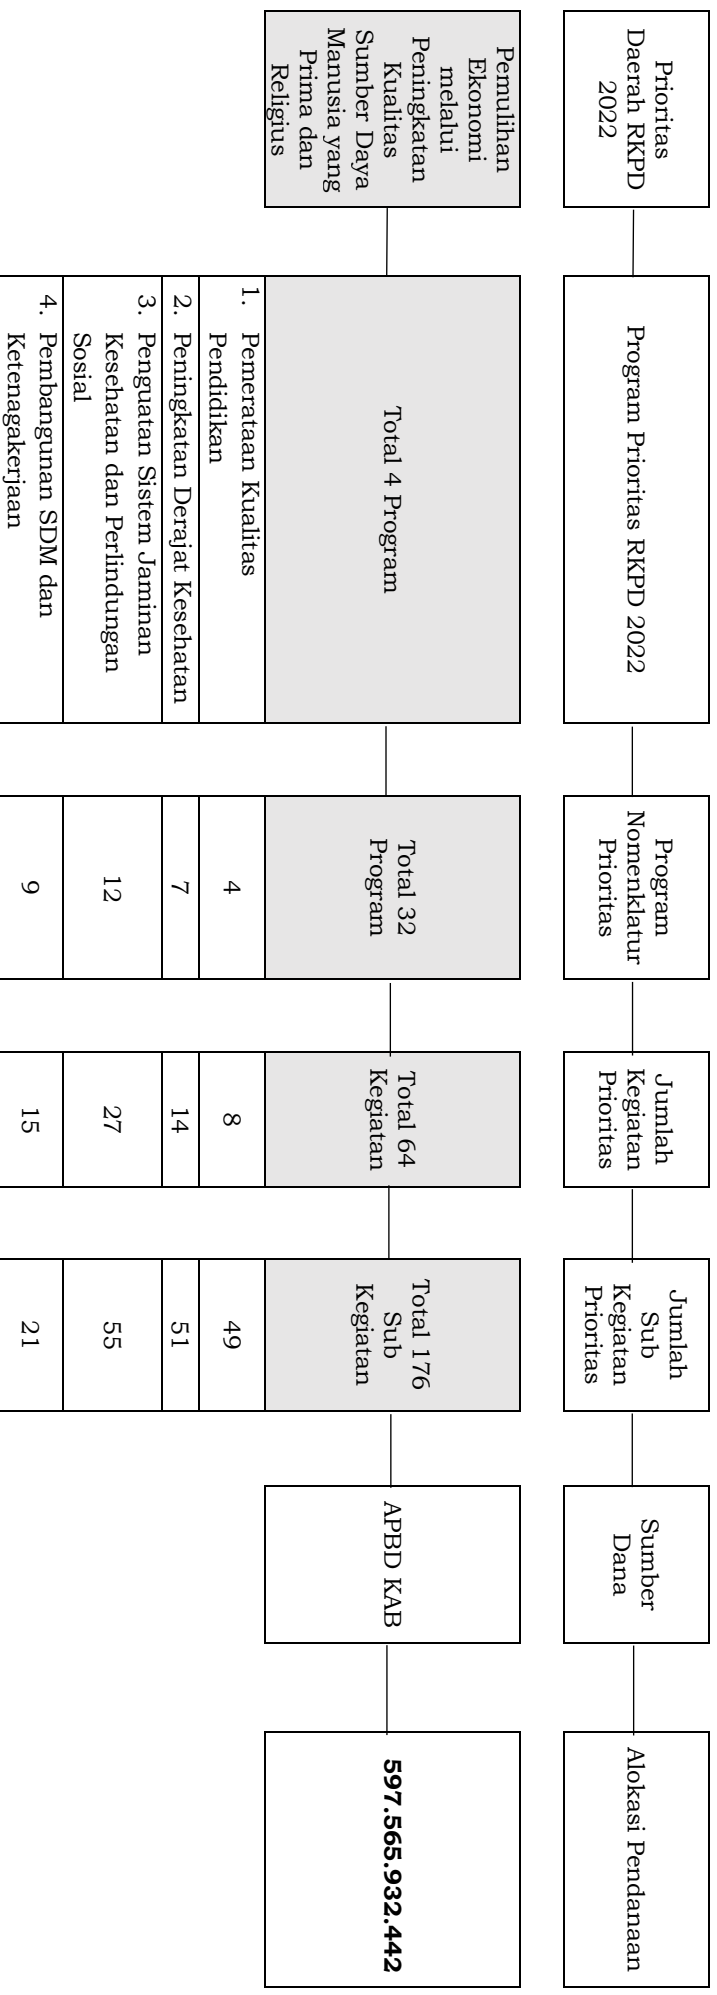 Prioritas
Daerah RKPD
2022
Program Prioritas RKPD 2022
Program
Nomenklatur
Prioritas
Jumlah
Kegiatan
Prioritas
Jumlah
Sub
Kegiatan
Prioritas
Sumber
Dana
Alokasi Pendanaan
Pemulihan
Ekonomi
melalui
Peningkatan
Kualitas
Sumber Daya
Manusia yang
Prima dan
Religius
Total 4 Program
Total 32
Program
Total 64
Kegiatan
Total 176
Sub
Kegiatan
APBD KAB
597.565.932.442
1. Pemerataan Kualitas
Pendidikan
4
8
49
2. Peningkatan Derajat Kesehatan
7
14
51
3. Penguatan Sistem Jaminan
Kesehatan dan Perlindungan
Sosial
12
27
55
4. Pembangunan SDM dan
Ketenagakerjaan
9
15
21